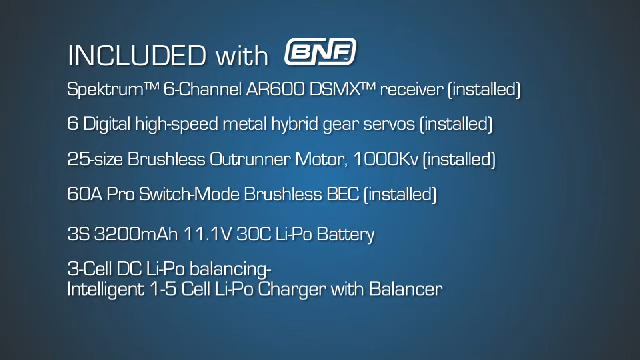 INCLUDED with BNF
Spektrum™ 6-Channel AR600 DSMX™ receiver (installed)
6 Digital high-speed metal hybrid gear servos (installed)
25-size Brushless Outrunner Motor, 1000Kv (installed)
60A Pro Switch-Mode Brushless BEC (installed)
3S 3200mAh 11.1V 30C Li-Po Battery
3-Cell DC Li-Po balancing-
Intelligent 1-5 Cell Li-Po Charger with Balancer